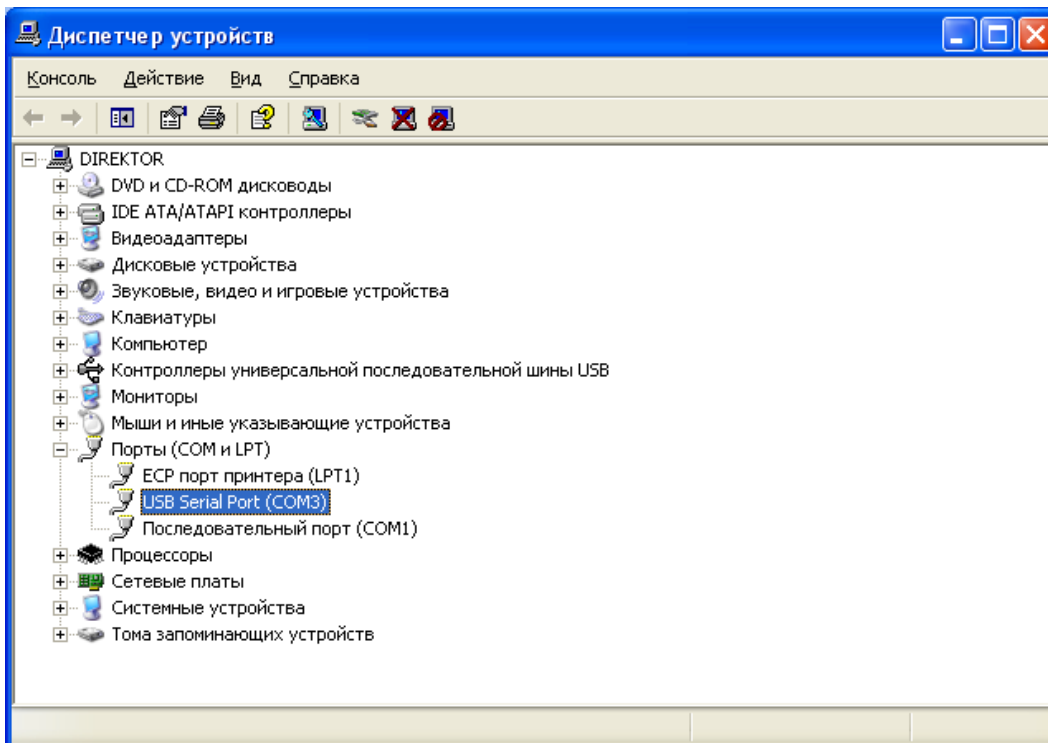 Диспетчер устройств
Консоль Действие Вид Справка
DIREKTOR
DVD и CD-ROM дисководы
IDE ATA/ATAPI контроллеры
Видеоадаптеры
Дисковые устройства
Звуковые, видео и игровые устройства
Клавиатуры
Компьютер
Контроллеры универсальной последовательной шины USB
Мониторы
Мыши и иные указывающие устройства
Порты (COM и LPT)
ECP порт принтера (LPT1)
USB Serial Port (COM3)
Последовательный порт (COM1)
Процессоры
Сетевые платы
Системные устройства
Тома запоминающих устройств